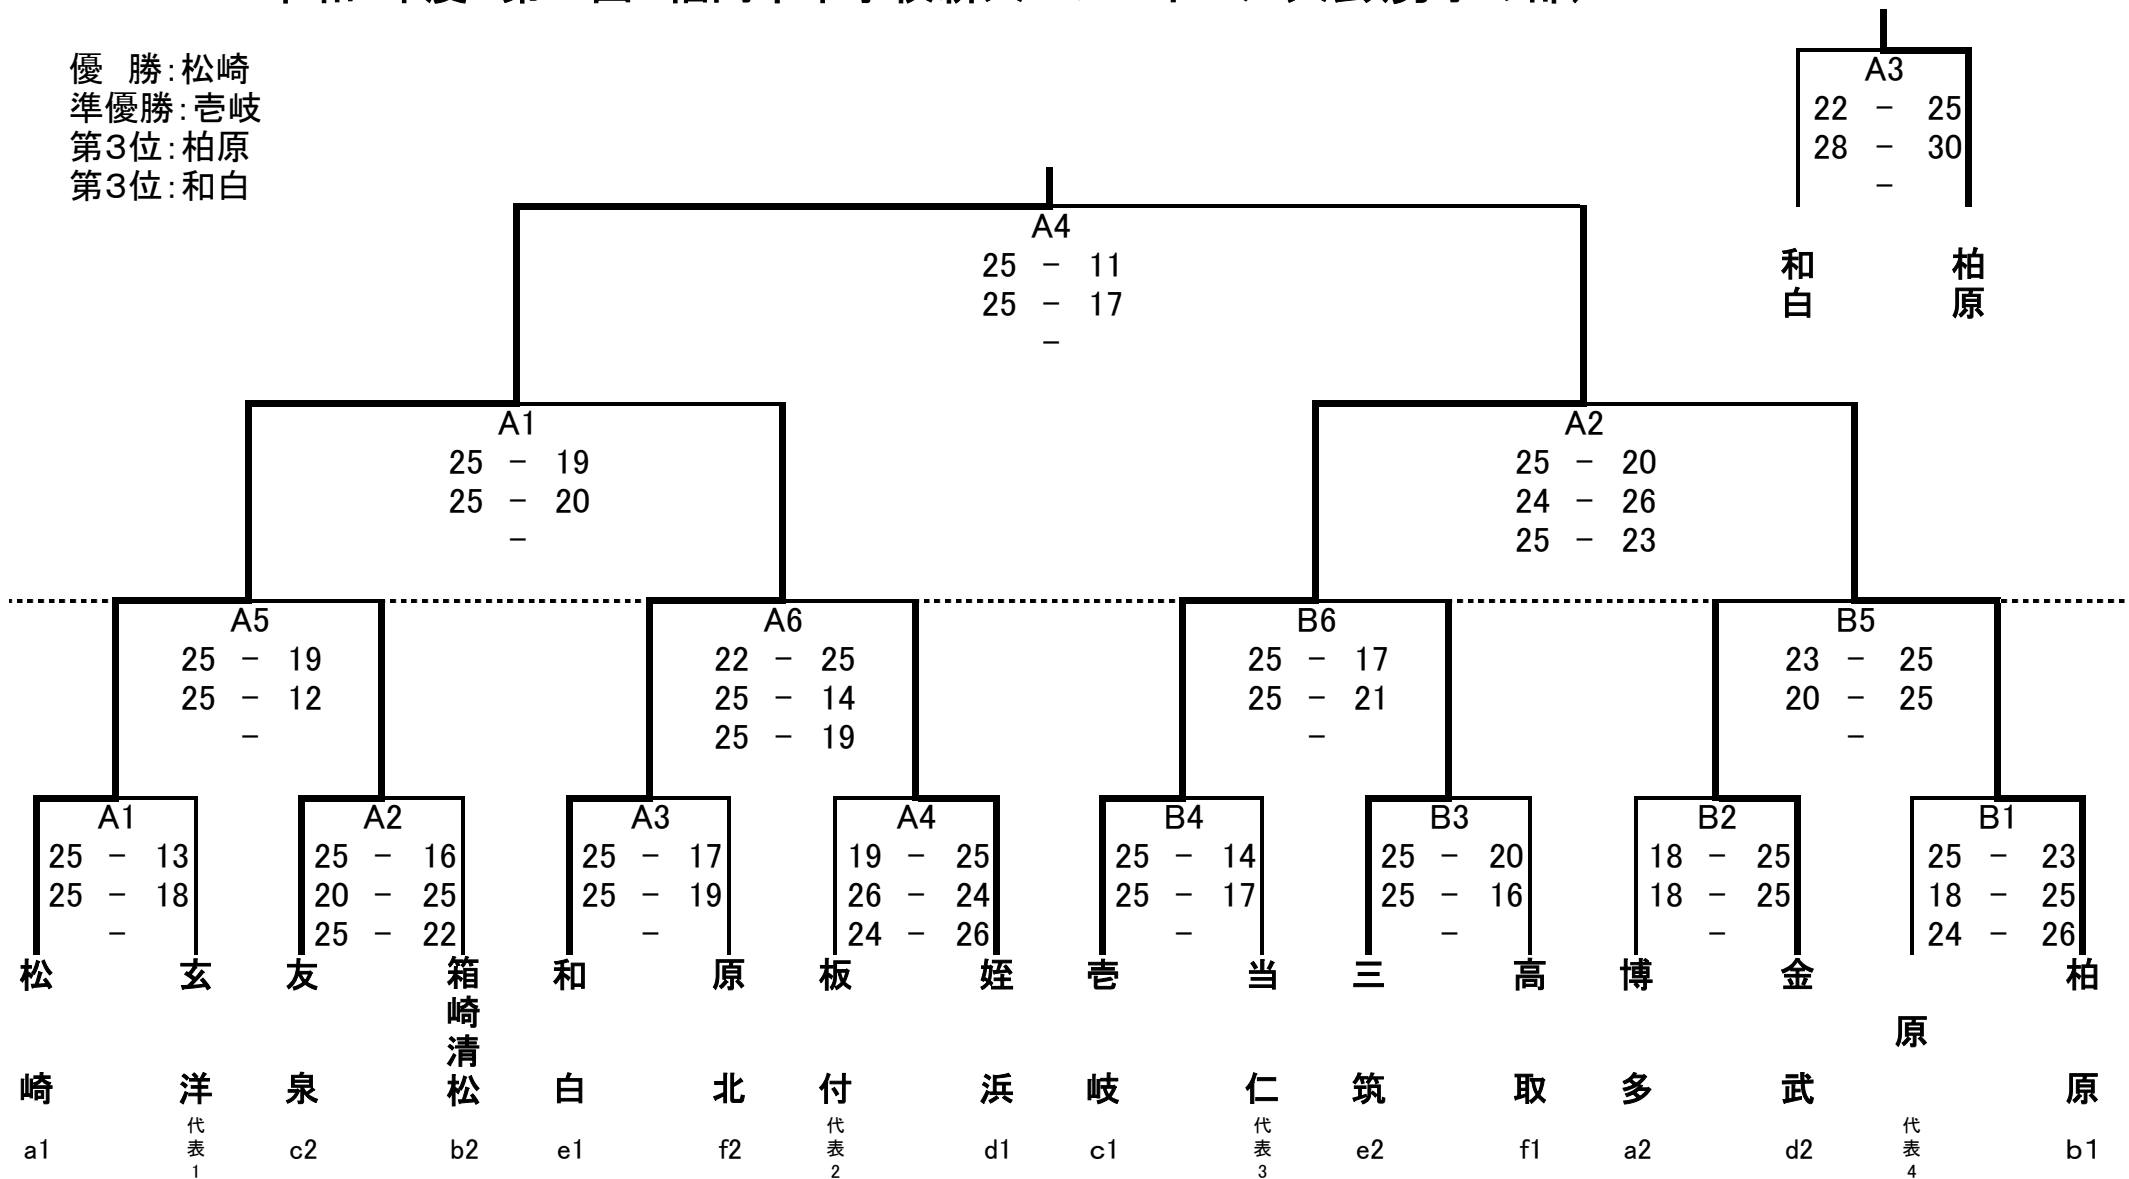 優　勝：松崎
準優勝：壱岐
第３位：柏原
第３位：和白
A3
22 － 25
28 － 30
－
和白
柏原
A4
25 － 11
25 － 17
－
A1
25 － 19
25 － 20
－
A2
25 － 20
24 － 26
25 － 23
A5
25 － 19
25 － 12
－
A6
22 － 25
25 － 14
25 － 19
B6
25 － 17
25 － 21
－
B5
23 － 25
20 － 25
－
A1
25 － 13
25 － 18
－
A2
25 － 16
20 － 25
25 － 22
A3
25 － 17
25 － 19
－
A4
19 － 25
26 － 24
24 － 26
B4
25 － 14
25 － 17
－
B3
25 － 20
25 － 16
－
B2
18 － 25
18 － 25
－
B1
25 － 23
18 － 25
24 － 26
松崎
a1
玄洋
代表1
友泉
c2
箱崎清松
b2
和白
e1
原北
f2
板付
代表2
姪浜
d1
壱岐
c1
当仁
代表3
三筑
e2
高取
f1
博多
a2
金武
d2
原
代表4
柏原
b1